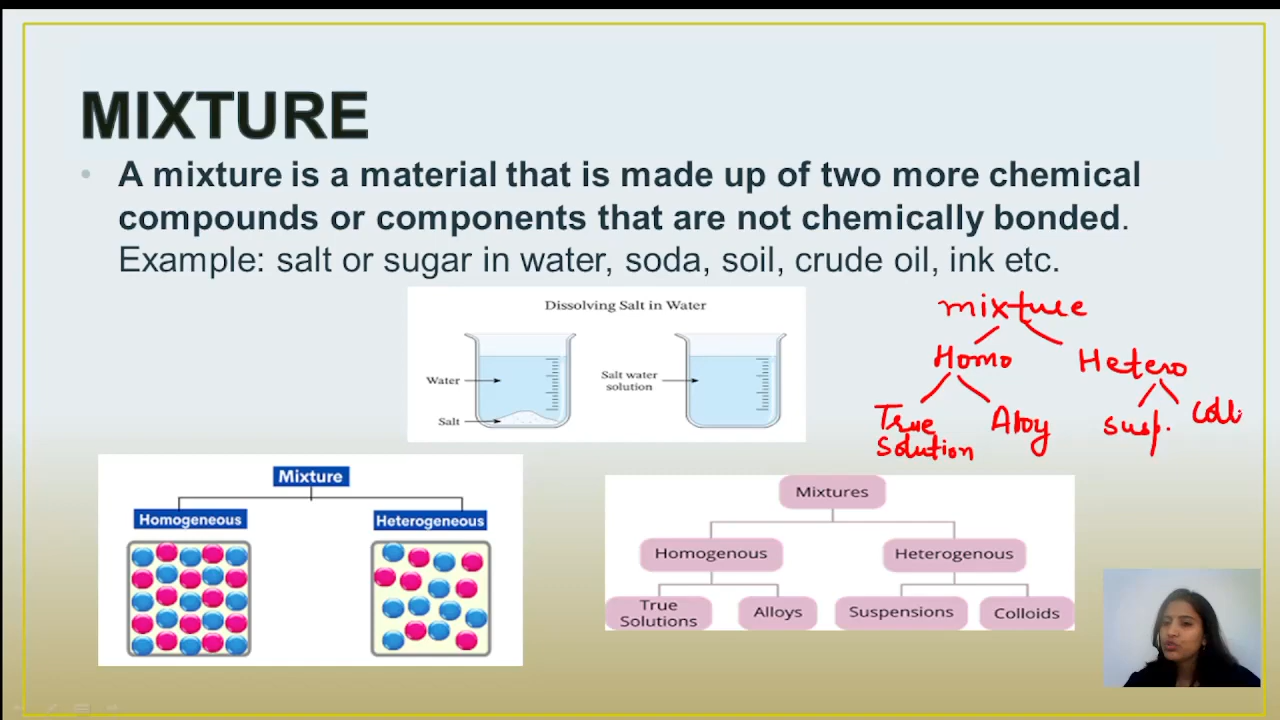 MIXTURE
• A mixture is a material that is made up of two more chemical
compounds or components that are not chemically bonded.
Example: salt or sugar in water, soda, soil, crude oil, ink etc.
Dissolving Salt in Water
Water
Salt
Salt water
solution
mixture
Homo
Hetero
True
Solution
Alloy
Susp.
Coll
Mixture
Homogeneous
Heterogeneous
Mixtures
Homogenous
Heterogenous
True
Solutions
Alloys
Suspensions
Colloids